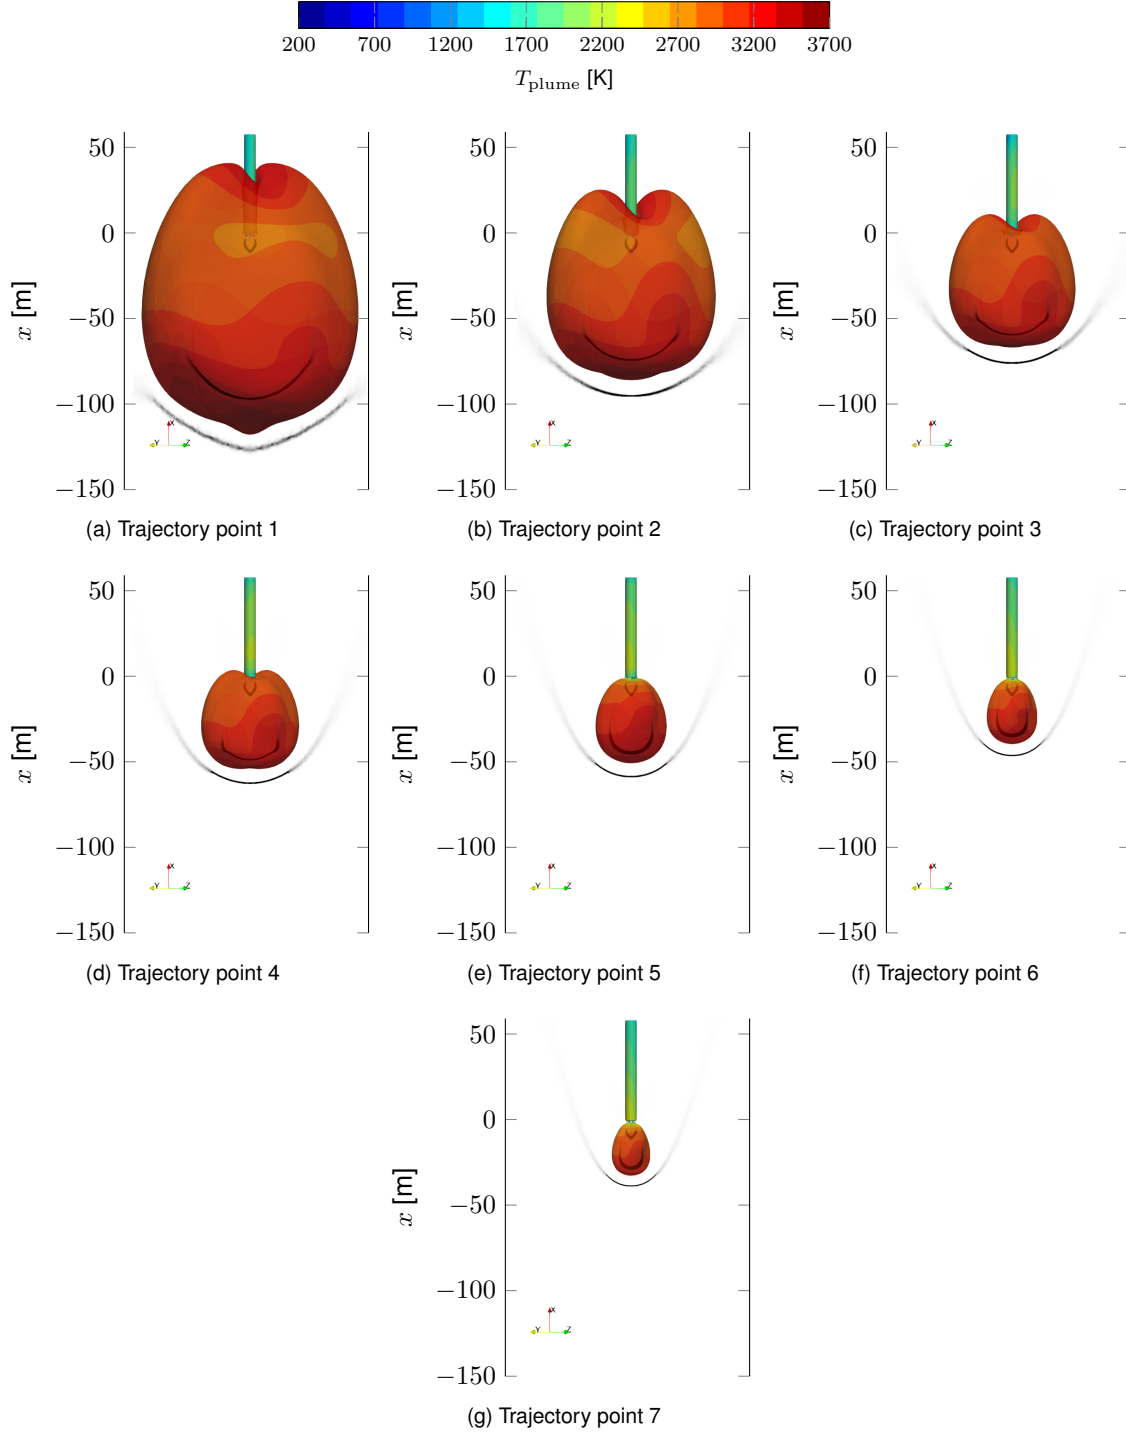 200 700 1200 1700 2200 2700 3200 3700
T_plume [K]
50
0
−50
−100
−150
x [m]
X
Y Z
(a) Trajectory point 1
50
0
−50
−100
−150
x [m]
X
Y Z
(b) Trajectory point 2
50
0
−50
−100
−150
x [m]
X
Y Z
(c) Trajectory point 3
50
0
−50
−100
−150
x [m]
X
Y Z
(d) Trajectory point 4
50
0
−50
−100
−150
x [m]
X
Y Z
(e) Trajectory point 5
50
0
−50
−100
−150
x [m]
X
Y Z
(f) Trajectory point 6
50
0
−50
−100
−150
x [m]
X
Y Z
(g) Trajectory point 7